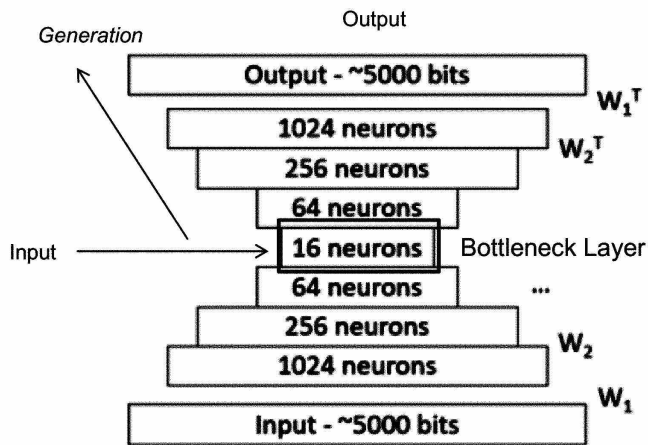 Output
Generation
Output - ~5000 bits
W₁ᵀ
1024 neurons
W₂ᵀ
256 neurons
64 neurons
Input
16 neurons
Bottleneck Layer
64 neurons
...
256 neurons
W₂
1024 neurons
W₁
Input - ~5000 bits